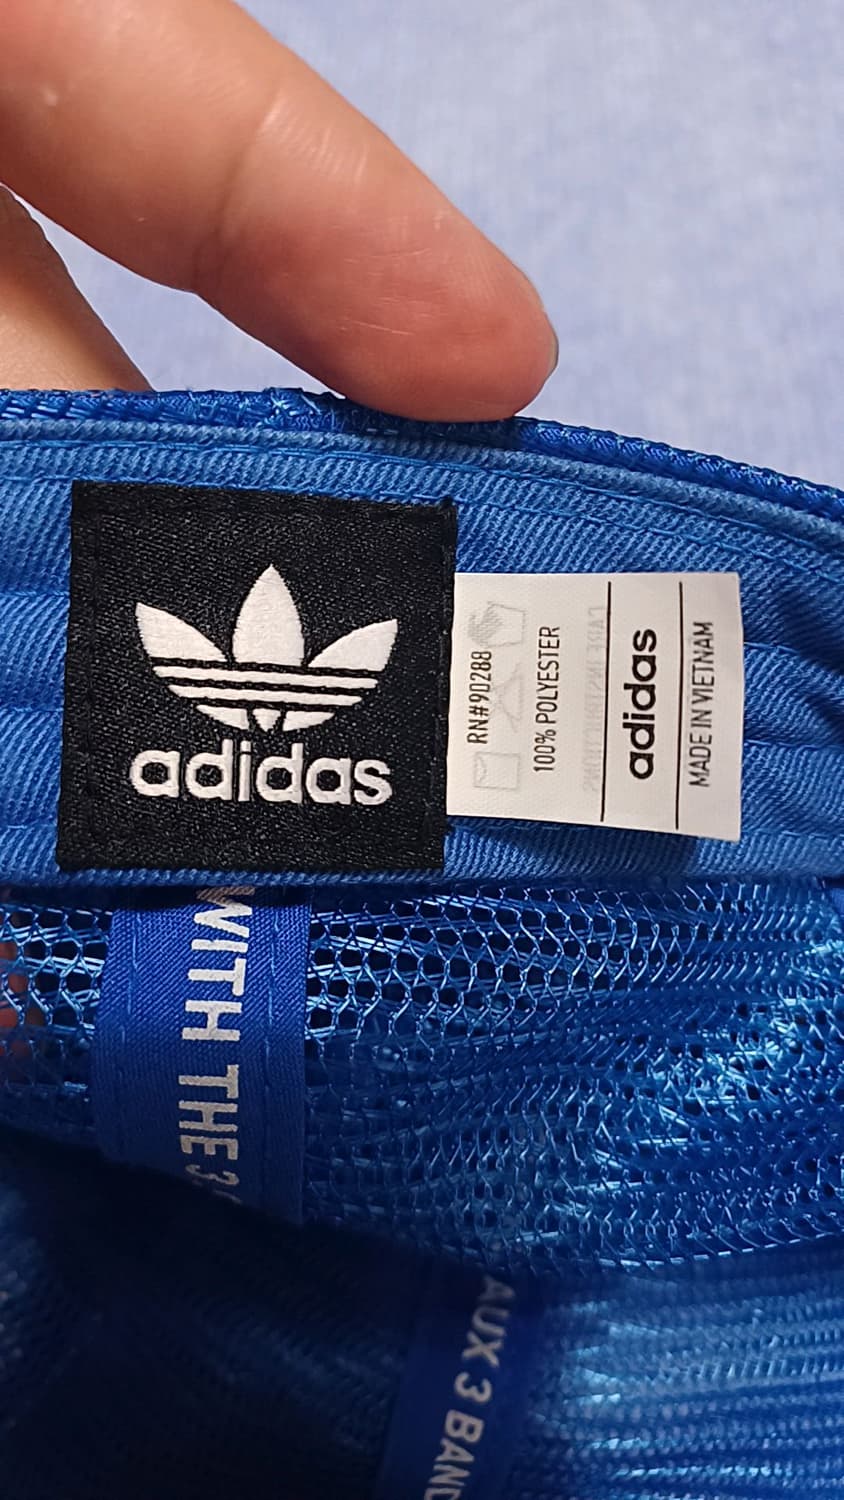 adidas
RN#90288
100% POLYESTER
adidas
MADE IN VIETNAM
WITH THE 3
AUX 3 BAND